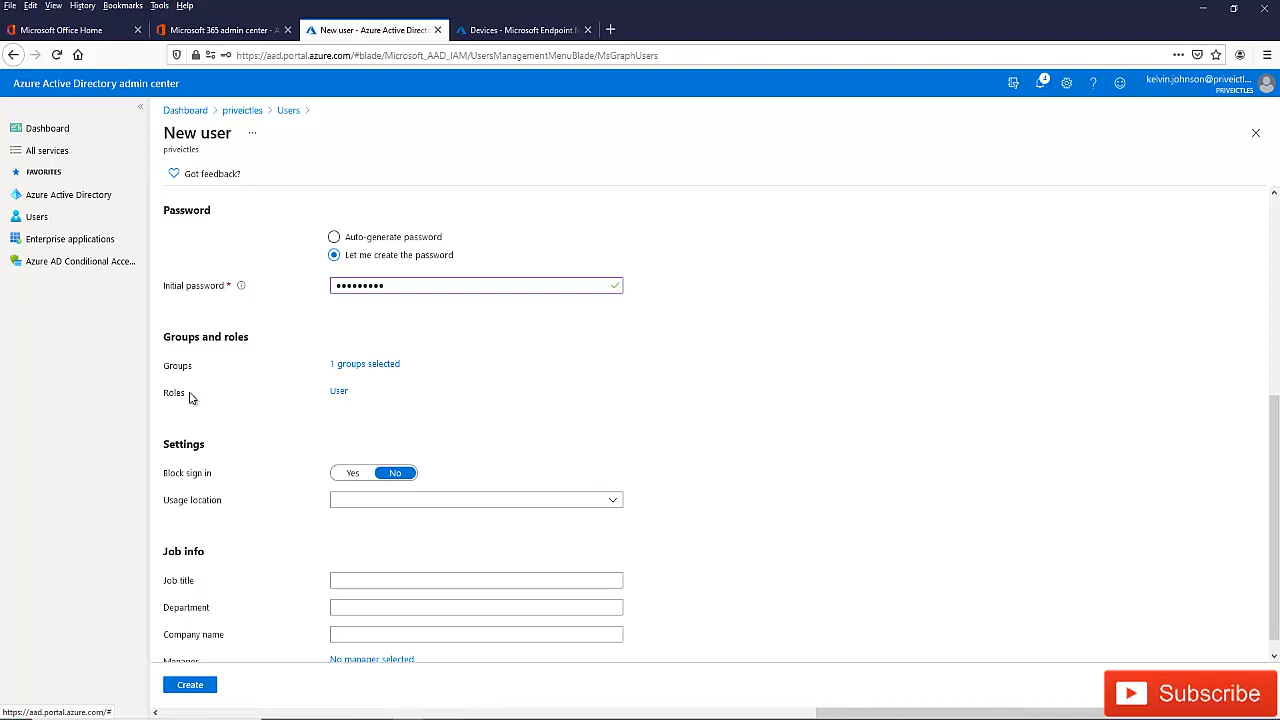 File Edit View History Bookmarks Tools Help
Microsoft Office Home
Microsoft 365 admin center - A
New user - Azure Active Direct
Devices - Microsoft Endpoint M
https://aad.portal.azure.com/#blade/Microsoft_AAD_IAM/UsersManagementMenuBlade/MsGraphUsers
Azure Active Directory admin center
4
kelvin.johnson@priveictl...
PRIVEICTLES
Dashboard
All services
FAVORITES
Azure Active Directory
Users
Enterprise applications
Azure AD Conditional Acce...
Dashboard > priveictles > Users >
New user ...
priveictles
Got feedback?
Password
Auto-generate password
Let me create the password
Initial password *
Groups and roles
Groups 1 groups selected
Roles User
Settings
Block sign in Yes No
Usage location
Job info
Job title
Department
Company name
Manager No manager selected
Create
Subscribe
https://aad.portal.azure.com/#